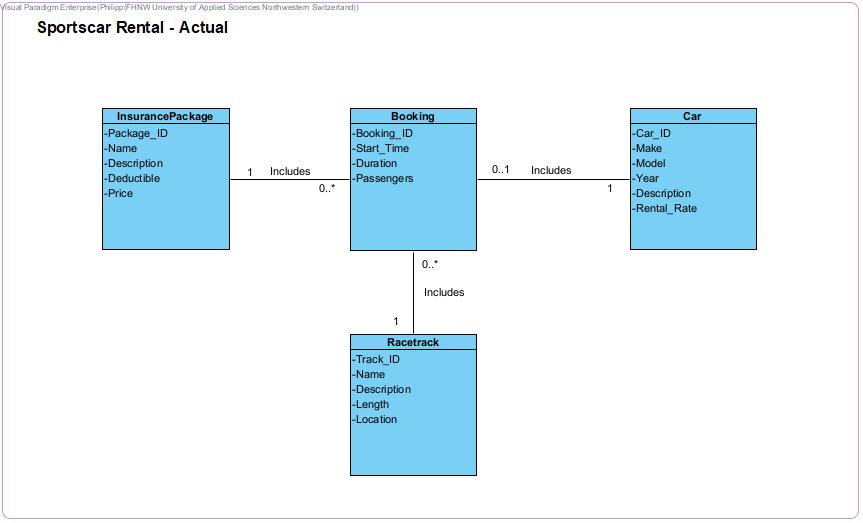 Visual Paradigm Enterprise(Philipp(FHNW University of Applied Sciences Northwestern Switzerland))
Sportscar Rental - Actual
InsurancePackage
-Package_ID
-Name
-Description
-Deductible
-Price
1
Includes
0..*
Booking
-Booking_ID
-Start_Time
-Duration
-Passengers
0..1
Includes
1
Car
-Car_ID
-Make
-Model
-Year
-Description
-Rental_Rate
0..*
Includes
1
Racetrack
-Track_ID
-Name
-Description
-Length
-Location